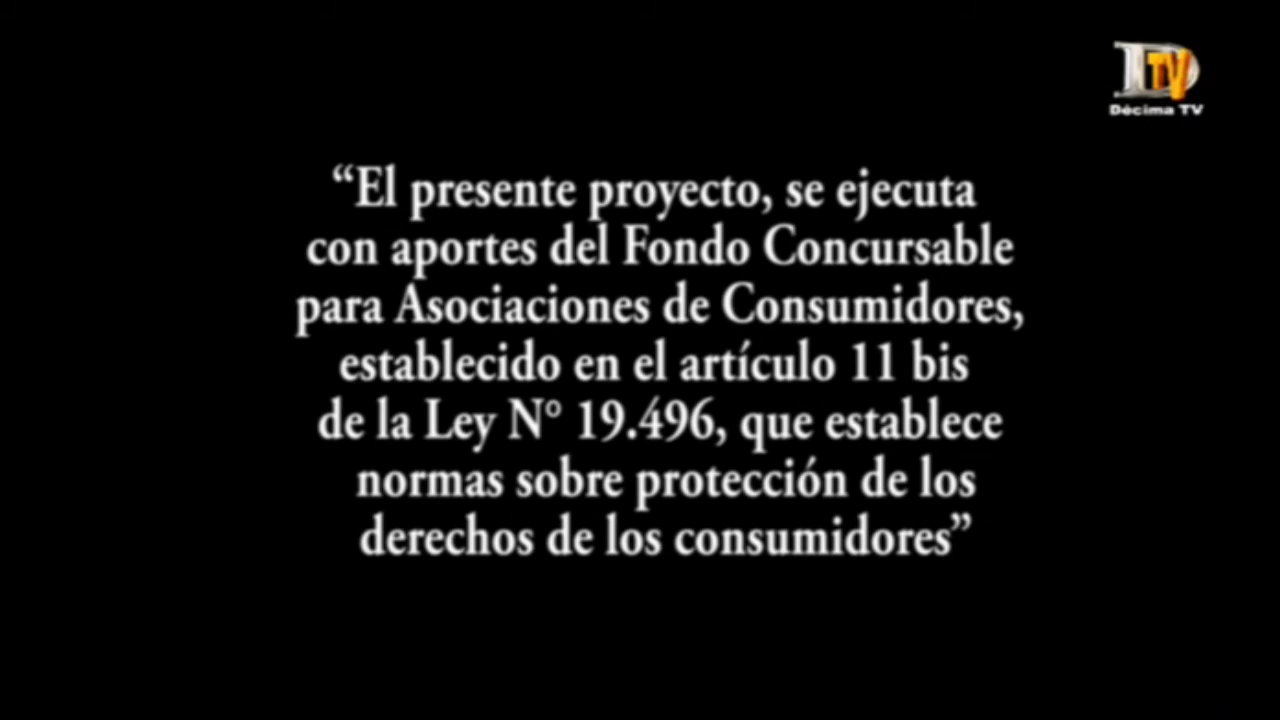 DTV
Décima TV
“El presente proyecto, se ejecuta
con aportes del Fondo Concursable
para Asociaciones de Consumidores,
establecido en el artículo 11 bis
de la Ley N° 19.496, que establece
normas sobre protección de los
derechos de los consumidores”